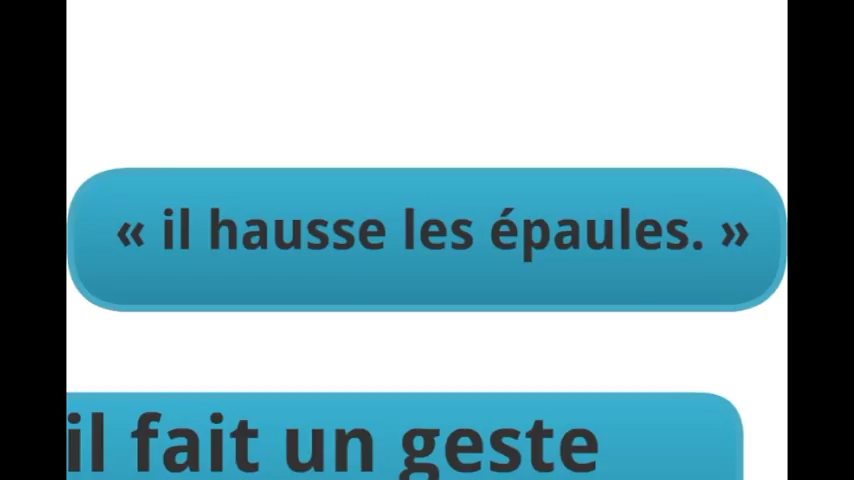 « il hausse les épaules. »
il fait un geste